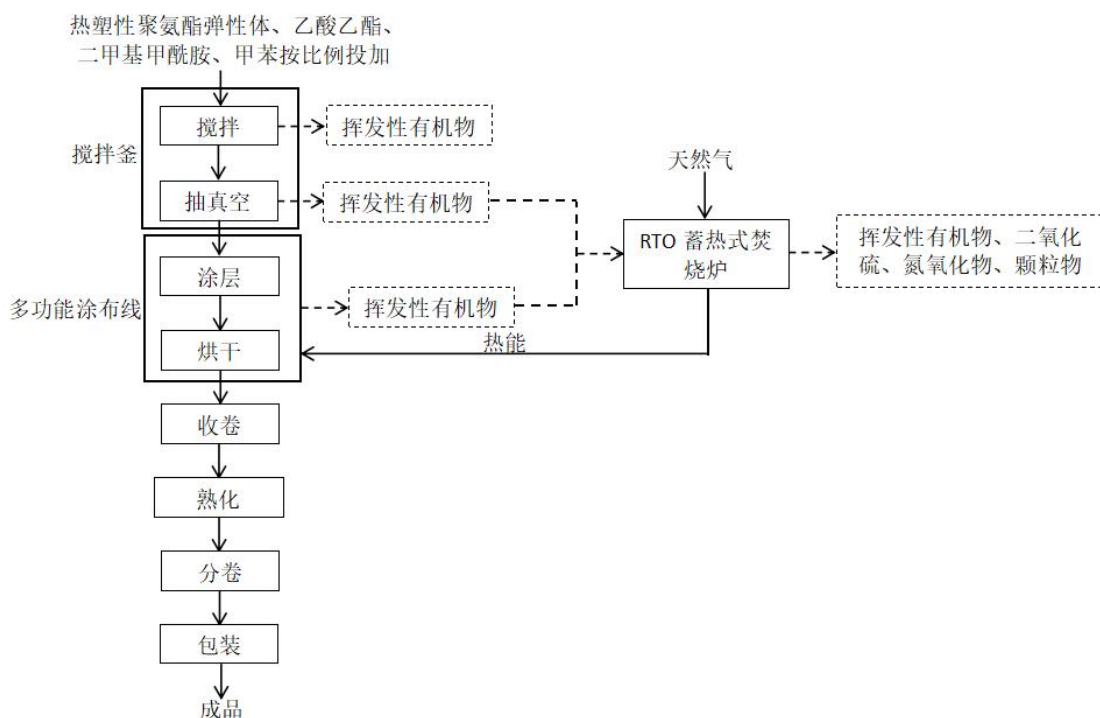 热塑性聚氨酯弹性体、乙酸乙酯、
二甲基甲酰胺、甲苯按比例投加
搅拌
挥发性有机物
搅拌釜
天然气
抽真空
挥发性有机物
RTO 蓄热式焚
烧炉
挥发性有机物、二氧化
硫、氮氧化物、颗粒物
涂层
多功能涂布线
挥发性有机物
烘干
热能
收卷
熟化
分卷
包装
成品